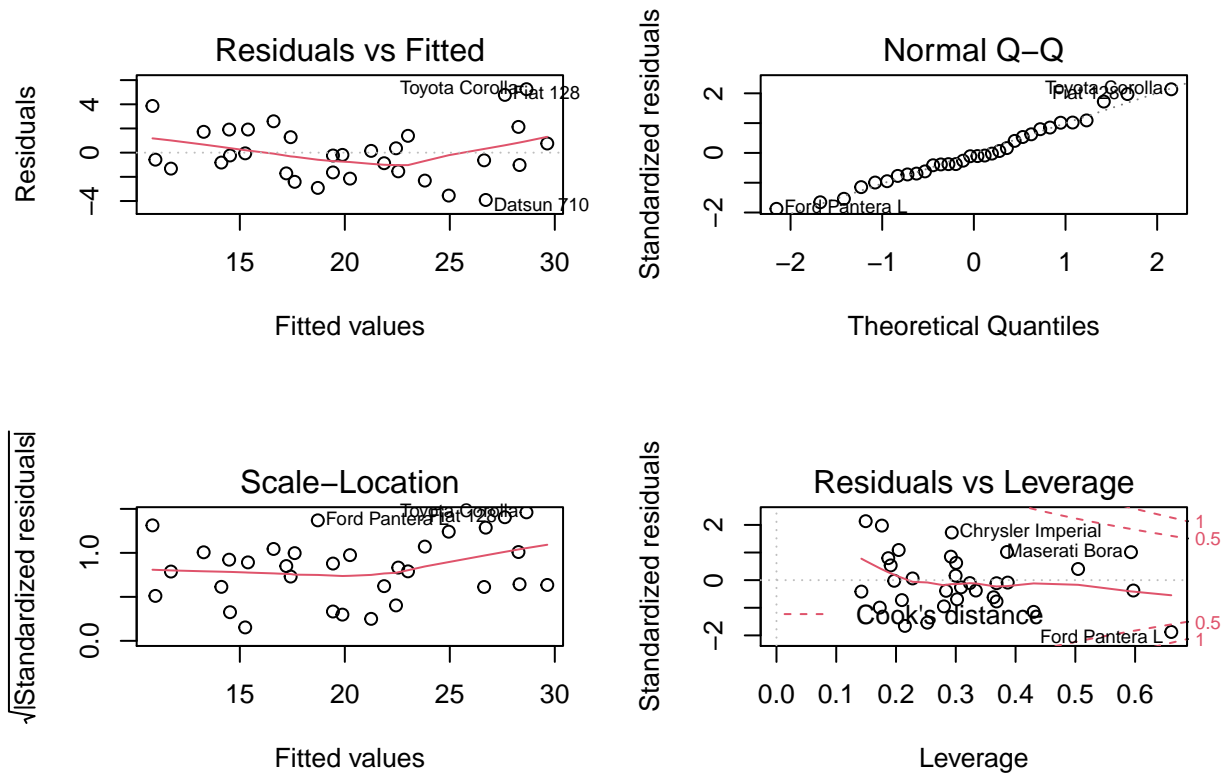 Residuals vs Fitted
Residuals
4
0
−4
Toyota Corolla
Fiat 128
Datsun 710
15 20 25 30
Fitted values
Normal Q−Q
Standardized residuals
2
0
−2
Toyota Corolla
Fiat 128
Ford Pantera L
−2 −1 0 1 2
Theoretical Quantiles
Scale−Location
√|Standardized residuals|
1.0
0.0
Toyota Corolla
Fiat 128
Ford Pantera L
15 20 25 30
Fitted values
Residuals vs Leverage
Standardized residuals
2
0
−2
Chrysler Imperial
Maserati Bora
Cook's distance
Ford Pantera L
1
0.5
0.5
1
0.0 0.1 0.2 0.3 0.4 0.5 0.6
Leverage